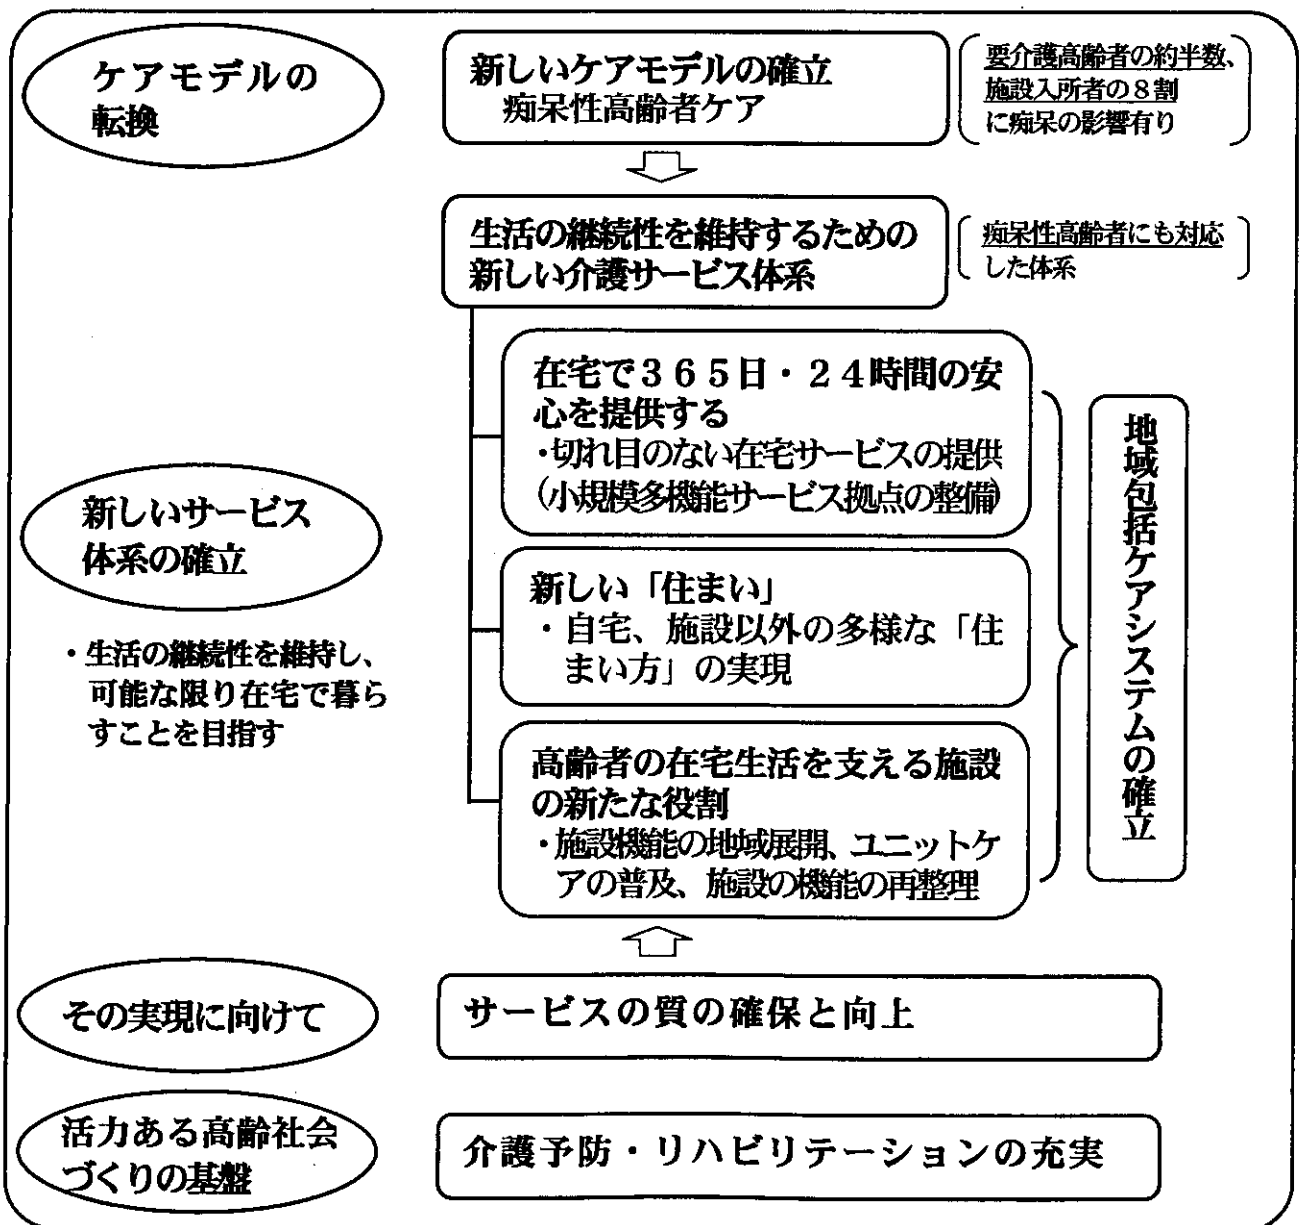 ケアモデルの
転換
新しいケアモデルの確立
痴呆性高齢者ケア
要介護高齢者の約半数、
施設入所者の8割
に痴呆の影響有り
生活の継続性を維持するための
新しい介護サービス体系
痴呆性高齢者にも対応
した体系
新しいサービス
体系の確立
・生活の継続性を維持し、
可能な限り在宅で暮ら
すことを目指す
在宅で365日・24時間の安
心を提供する
・切れ目のない在宅サービスの提供
(小規模多機能サービス拠点の整備)
新しい「住まい」
・自宅、施設以外の多様な「住
まい方」の実現
高齢者の在宅生活を支える施設
の新たな役割
・施設機能の地域展開、ユニットケ
アの普及、施設の機能の再整理
地域包括ケアシステムの確立
その実現に向けて
サービスの質の確保と向上
活力ある高齢社会
づくりの基盤
介護予防・リハビリテーションの充実